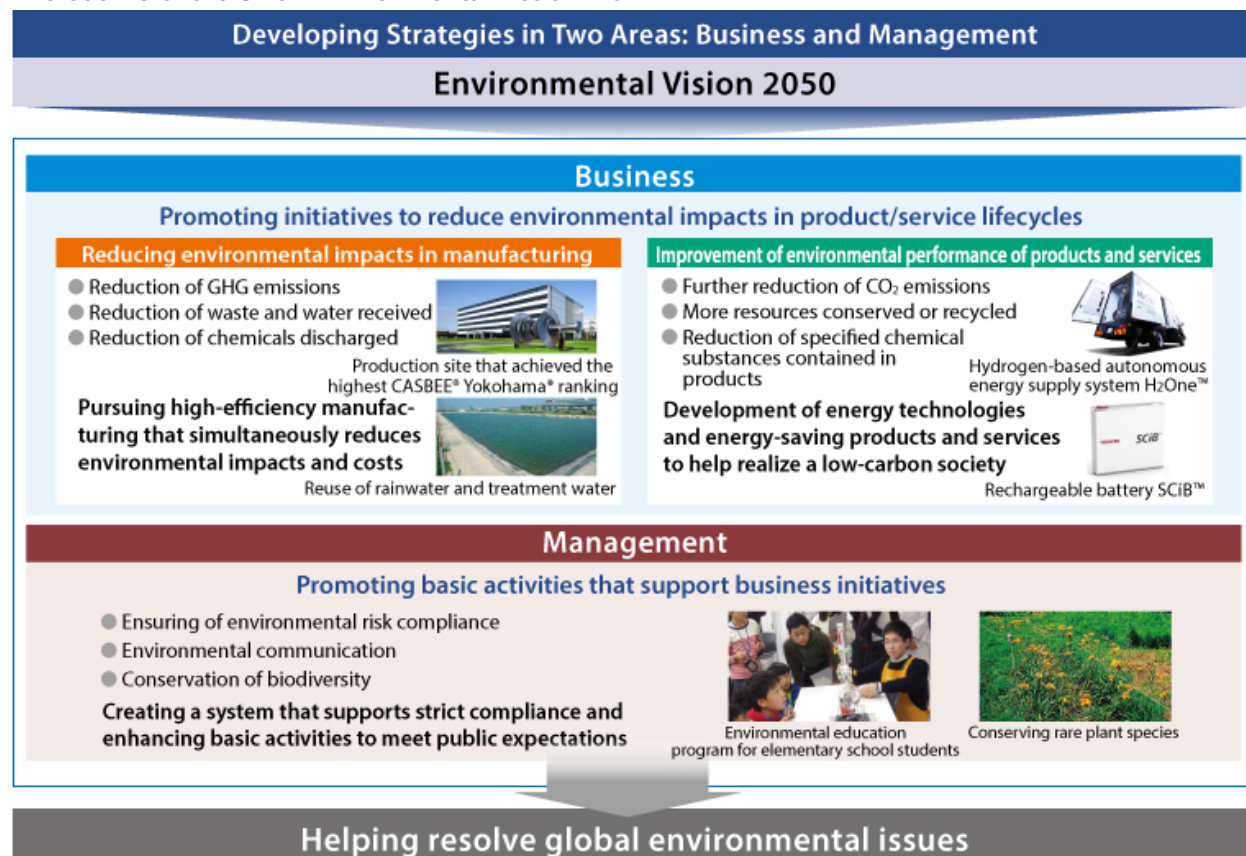 Developing Strategies in Two Areas: Business and Management
Environmental Vision 2050
Business
Promoting initiatives to reduce environmental impacts in product/service lifecycles
Reducing environmental impacts in manufacturing
Reduction of GHG emissions
Reduction of waste and water received
Reduction of chemicals discharged
Production site that achieved the
highest CASBEE® Yokohama* ranking
Pursuing high-efficiency manufac-
turing that simultaneously reduces
environmental impacts and costs
Reuse of rainwater and treatment water
Improvement of environmental performance of products and services
Further reduction of CO₂ emissions
More resources conserved or recycled
Reduction of specified chemical
substances contained in
products
Hydrogen-based autonomous
energy supply system H2One™
Development of energy technologies
and energy-saving products and services
to help realize a low-carbon society
TOSHIBA SCiB™
Rechargeable battery SCiB™
Management
Promoting basic activities that support business initiatives
Ensuring of environmental risk compliance
Environmental communication
Conservation of biodiversity
Creating a system that supports strict compliance and
enhancing basic activities to meet public expectations
Environmental education
program for elementary school students
Conserving rare plant species
Helping resolve global environmental issues